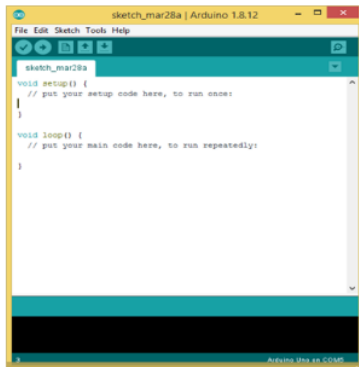 sketch_mar28a | Arduino 1.8.12
File Edit Sketch Tools Help
sketch_mar28a
void setup() {
// put your setup code here, to run once:
}
void loop() {
// put your main code here, to run repeatedly:
}
3
Arduino Uno on COM5